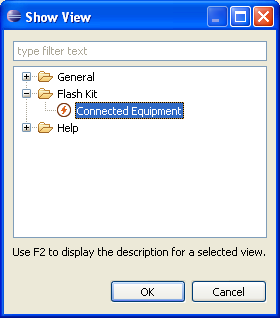 Show View
type filter text
General
Flash Kit
Connected Equipment
Help
Use F2 to display the description for a selected view.
OK Cancel